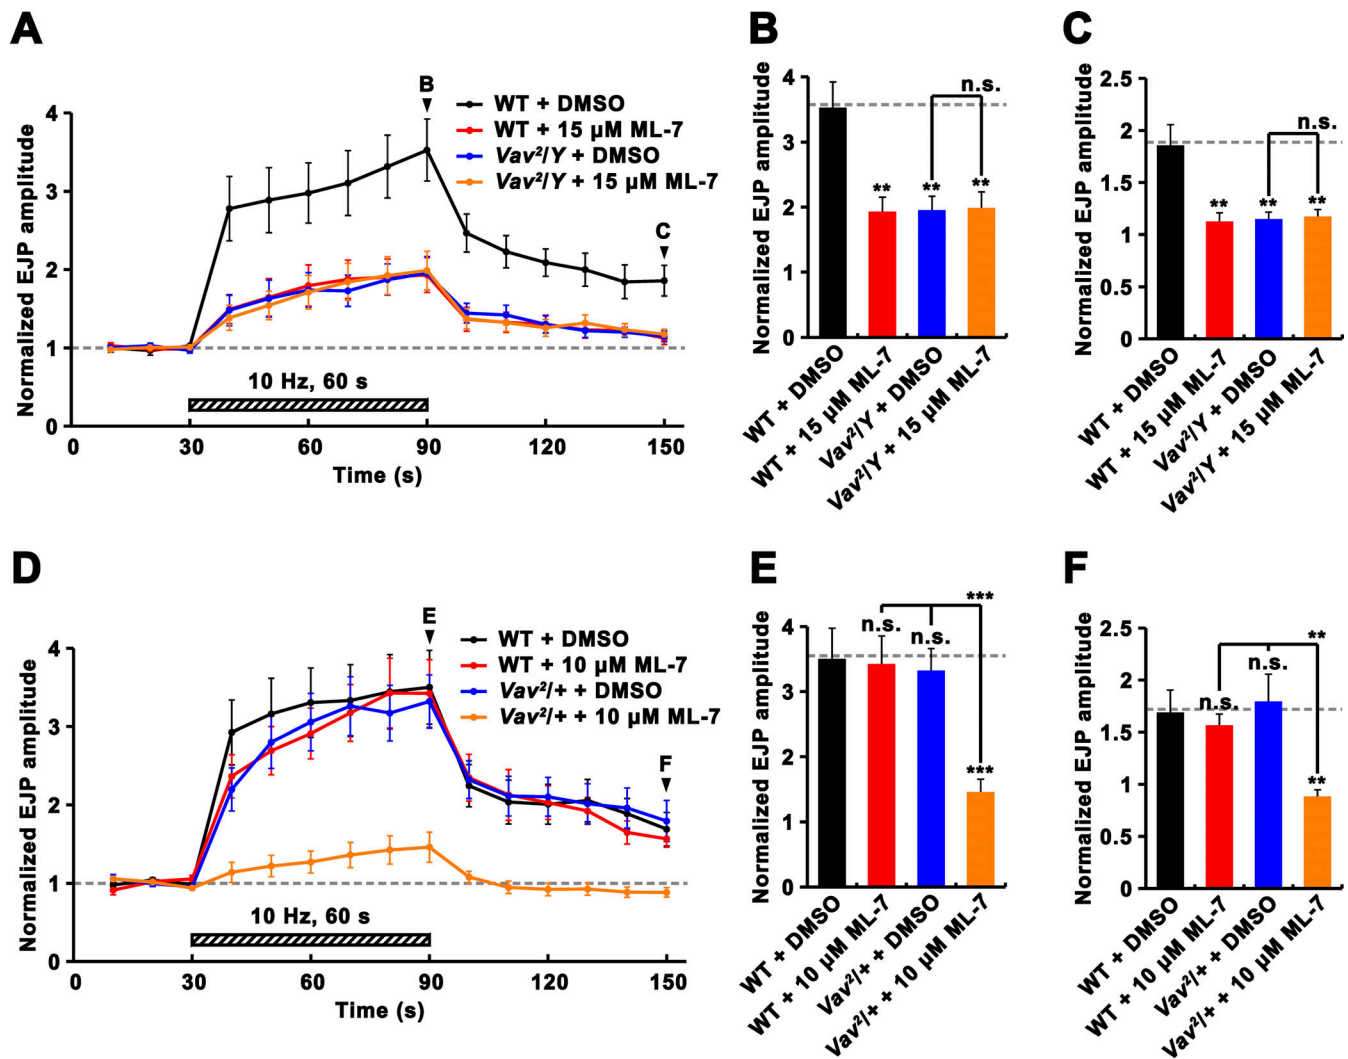 A
Normalized EJP amplitude
4
3
2
1
0
B
C
WT + DMSO
WT + 15 µM ML-7
Vav²/Y + DMSO
Vav²/Y + 15 µM ML-7
10 Hz, 60 s
0 30 60 90 120 150
Time (s)
B
Normalized EJP amplitude
4
3
2
1
0
n.s.
** ** **
WT + DMSO
WT + 15 µM ML-7
Vav²/Y + DMSO
Vav²/Y + 15 µM ML-7
C
Normalized EJP amplitude
2.5
2
1.5
1
0.5
0
n.s.
** ** **
WT + DMSO
WT + 15 µM ML-7
Vav²/Y + DMSO
Vav²/Y + 15 µM ML-7
D
Normalized EJP amplitude
4
3
2
1
0
E
F
WT + DMSO
WT + 10 µM ML-7
Vav²/+ + DMSO
Vav²/+ + 10 µM ML-7
10 Hz, 60 s
0 30 60 90 120 150
Time (s)
E
Normalized EJP amplitude
4
3
2
1
0
***
n.s. n.s.
***
WT + DMSO
WT + 10 µM ML-7
Vav²/+ + DMSO
Vav²/+ + 10 µM ML-7
F
Normalized EJP amplitude
2.5
2
1.5
1
0.5
0
**
n.s. n.s.
**
WT + DMSO
WT + 10 µM ML-7
Vav²/+ + DMSO
Vav²/+ + 10 µM ML-7